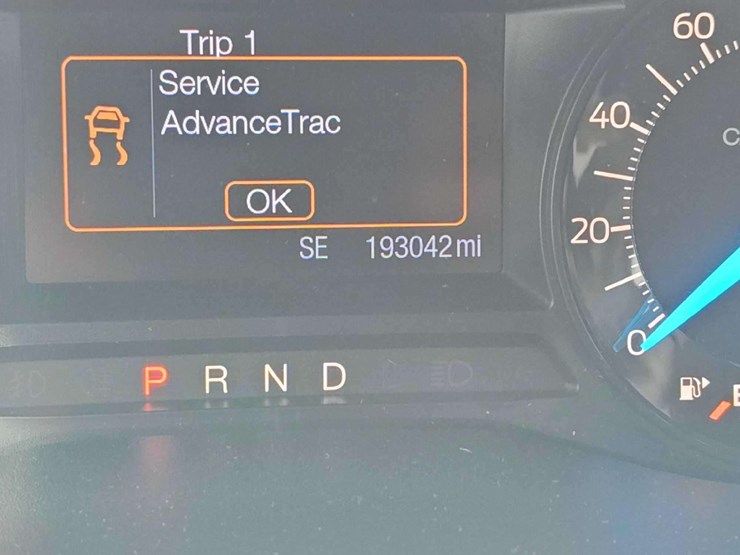 Trip 1
Service
AdvanceTrac
OK
SE 193042 mi
P R N D
60
40
20
0